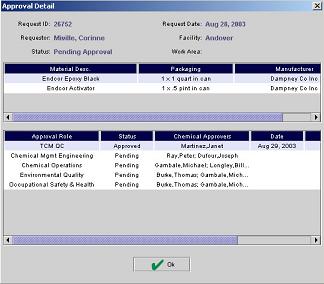 Approval Detail
Request ID: 26752 Request Date: Aug 28, 2003
Requestor: Miville, Corinne Facility: Andover
Status: Pending Approval Work Area:
Material Desc. Packaging Manufacturer
Endcor Epoxy Black 1 x 1 quart in can Dampney Co Inc
Endcor Activator 1 x .5 pint in can Dampney Co Inc
Approval Role Status Chemical Approvers Date
TCM QC Approved Martinez,Janet Aug 29, 2003
Chemical Mgmt Engineering Pending Ray,Peter; Dufour,Joseph
Chemical Operations Pending Gambale,Michael; Longley,Bill...
Environmental Quality Pending Burke,Thomas; Gambale,Mich...
Occupational Safety & Health Pending Burke,Thomas; Gambale,Mich...
Ok